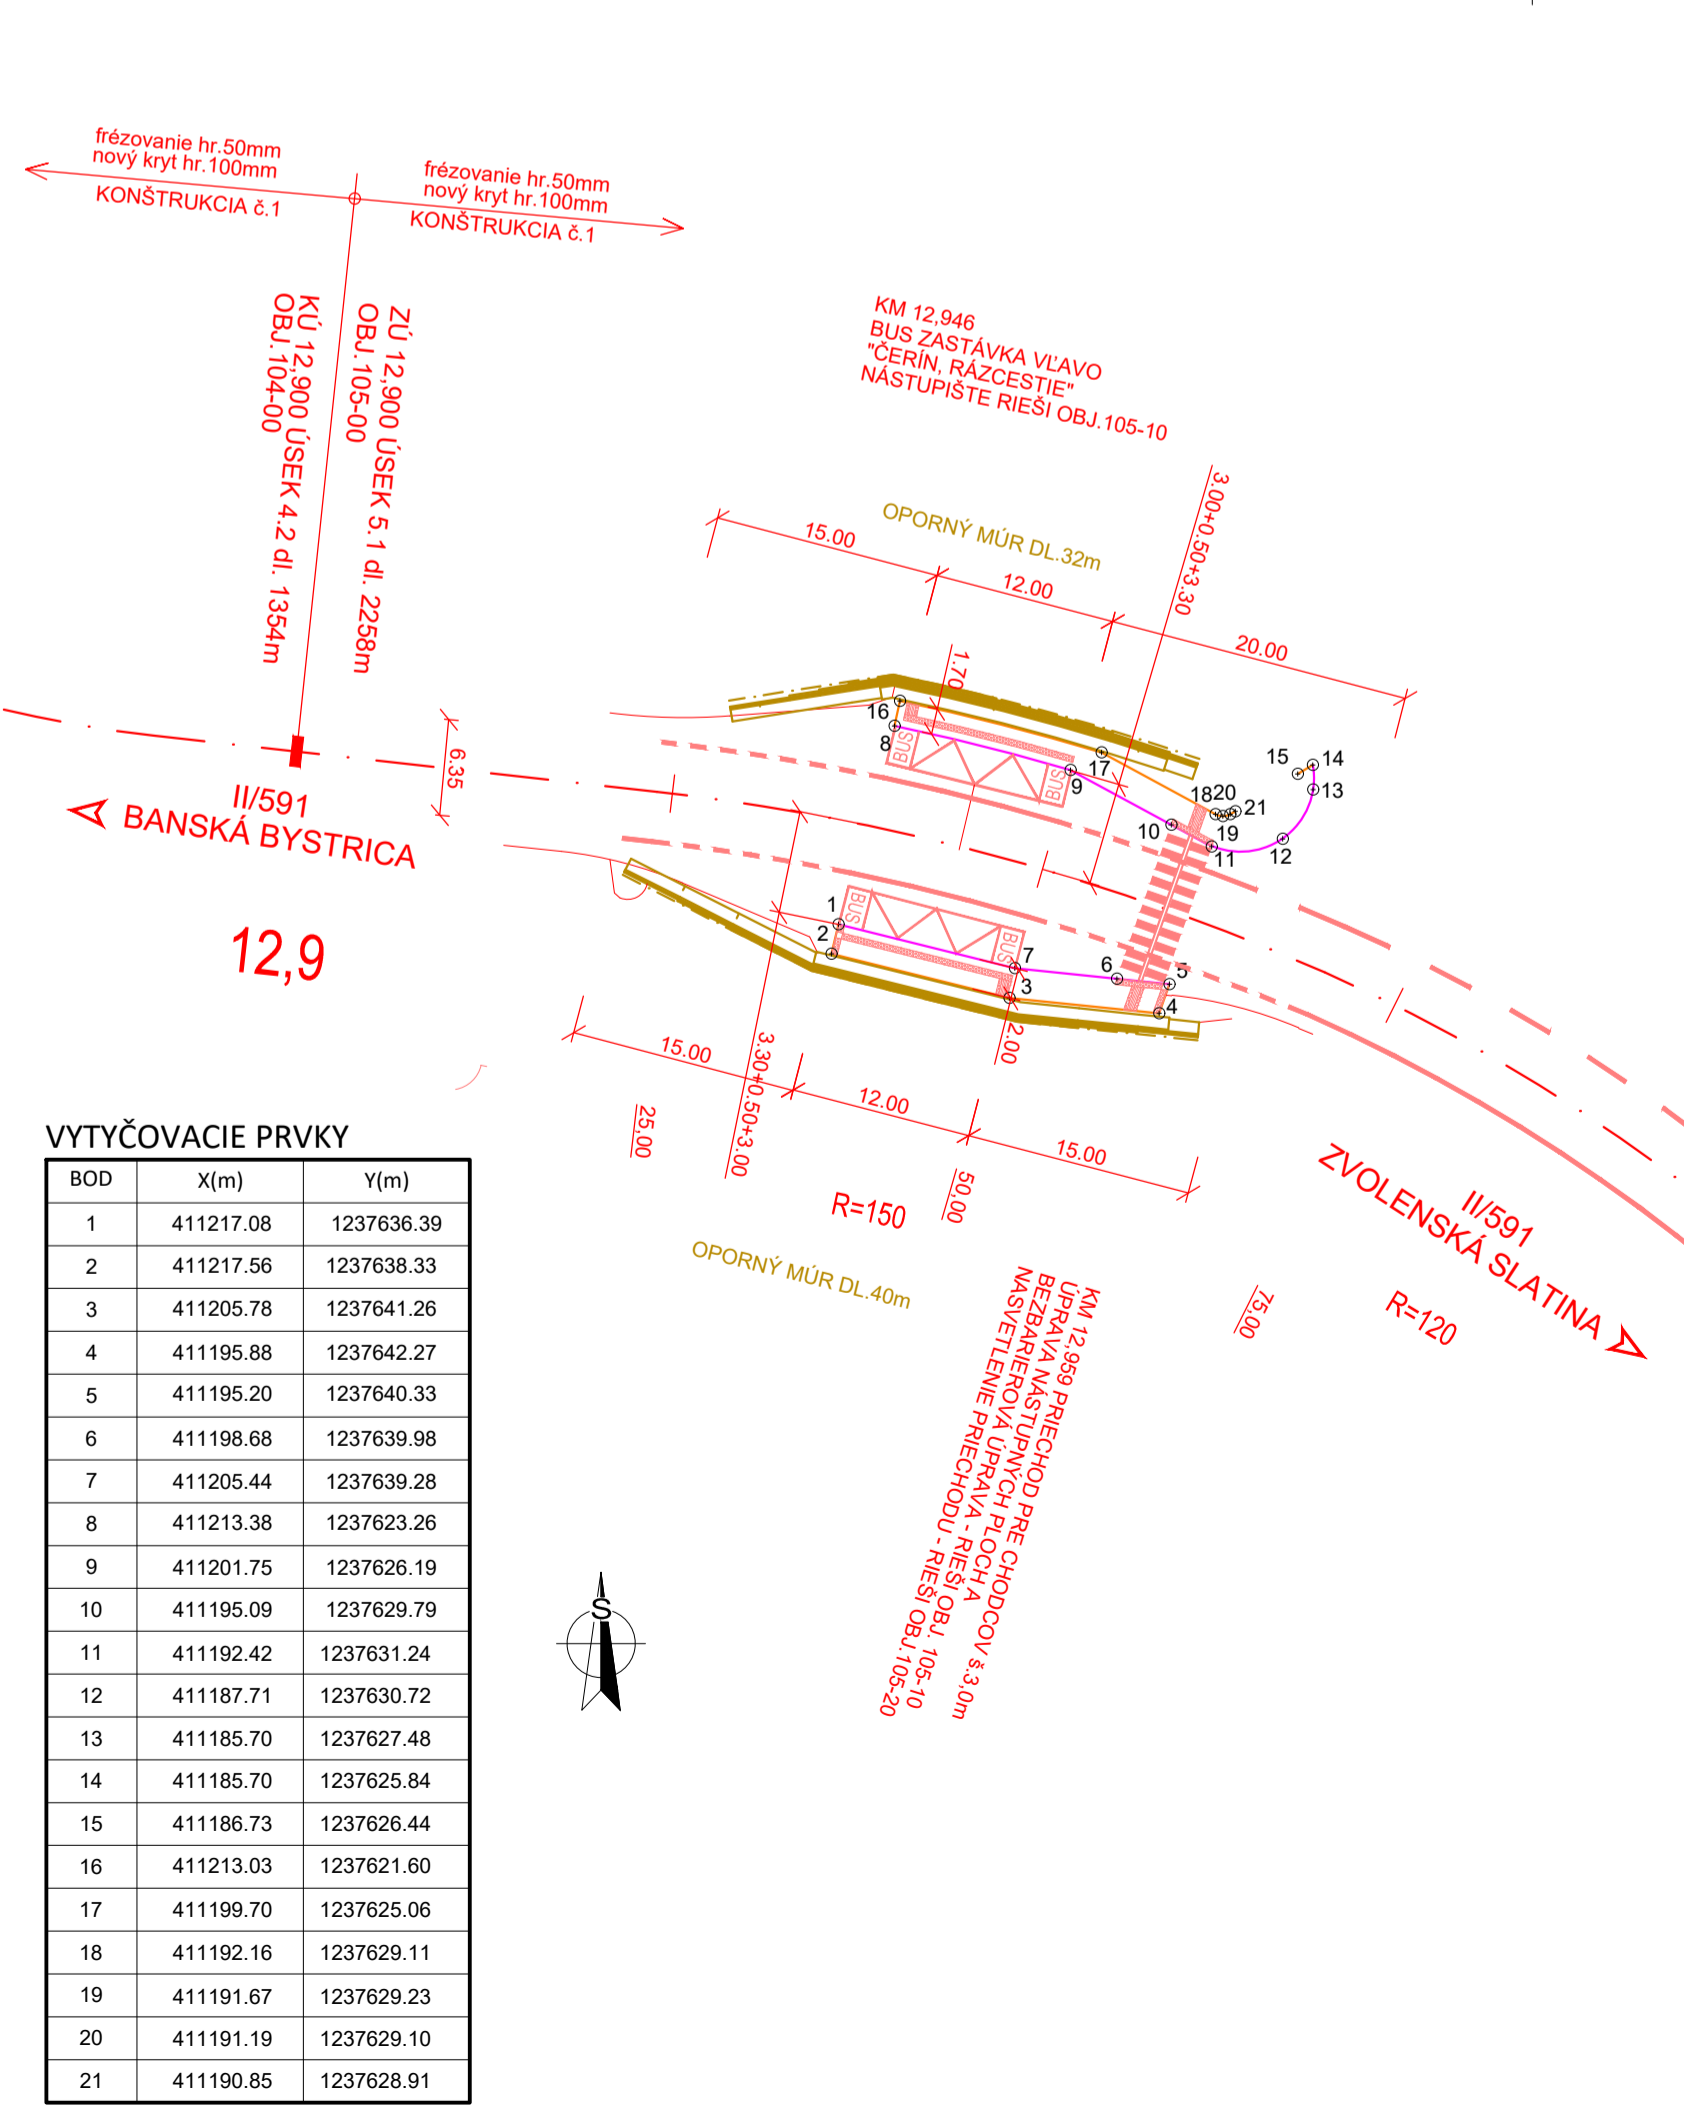 frézovanie hr.50mm
nový kryt hr.100mm
KONŠTRUKCIA č.1
frézovanie hr.50mm
nový kryt hr.100mm
KONŠTRUKCIA č.1
KÚ 12,900 ÚSEK 4.2 dl. 1354m
OBJ.104-00
ZÚ 12,900 ÚSEK 5.1 dl. 2258m
OBJ.105-00
KM 12,946
BUS ZASTÁVKA VĽAVO
"ČERÍN, RÁZCESTIE"
NÁSTUPIŠTE RIEŠI OBJ.105-10
OPORNÝ MÚR DL.32m
15.00
12.00
20.00
3.00+0.50+3.30
1.70
6.35
16
8
BUS
BUS
17
9
18
20
21
19
10
11
12
13
14
15
II/591
BANSKÁ BYSTRICA
12,9
1
2
BUS
BUS
7
3
6
5
4
2.00
15.00
12.00
15.00
3.30+0.50+3.00
25,00
50,00
75,00
R=150
OPORNÝ MÚR DL.40m
II/591
ZVOLENSKÁ SLATINA
R=120
KM 12,959 PRIECHOD PRE CHODCOV š.3,0m
ÚPRAVA NÁSTUPNÝCH PLOCH A
BEZBARIEROVÁ ÚPRAVA - RIEŠI OBJ. 105-10
NASVETLENIE PRIECHODU - RIEŠI OBJ.105-20
S
VYTYČOVACIE PRVKY
BOD X(m) Y(m)
1 411217.08 1237636.39
2 411217.56 1237638.33
3 411205.78 1237641.26
4 411195.88 1237642.27
5 411195.20 1237640.33
6 411198.68 1237639.98
7 411205.44 1237639.28
8 411213.38 1237623.26
9 411201.75 1237626.19
10 411195.09 1237629.79
11 411192.42 1237631.24
12 411187.71 1237630.72
13 411185.70 1237627.48
14 411185.70 1237625.84
15 411186.73 1237626.44
16 411213.03 1237621.60
17 411199.70 1237625.06
18 411192.16 1237629.11
19 411191.67 1237629.23
20 411191.19 1237629.10
21 411190.85 1237628.91